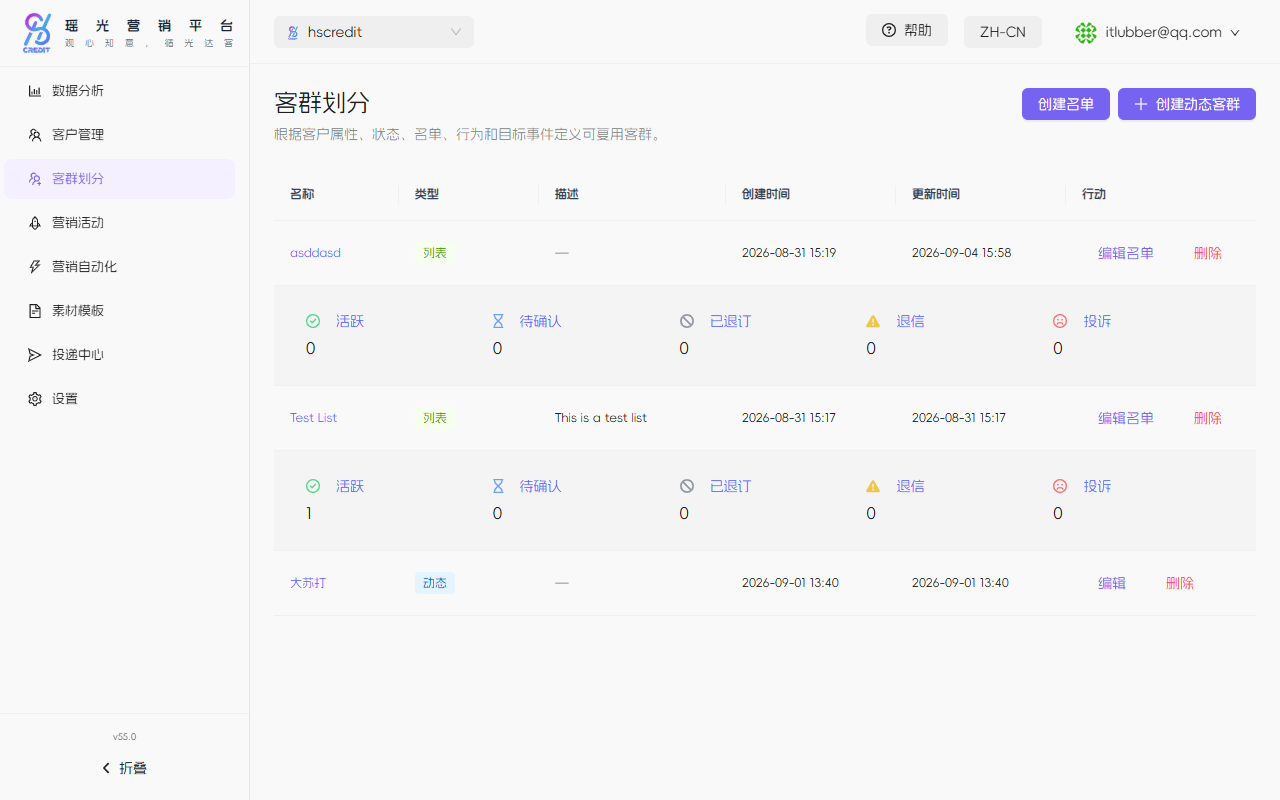 瑶光营销平台
观心知意，循光达客
CREDIT
hscredit
帮助
ZH-CN
itlubber@qq.com
数据分析
客户管理
客群划分
营销活动
营销自动化
素材模板
投递中心
设置
v55.0
折叠
客群划分
根据客户属性、状态、名单、行为和目标事件定义可复用客群。
创建名单
创建动态客群
名称 类型 描述 创建时间 更新时间 行动
asddasd 列表 — 2026-08-31 15:19 2026-09-04 15:58 编辑名单 删除
活跃 待确认 已退订 退信 投诉
0 0 0 0 0
Test List 列表 This is a test list 2026-08-31 15:17 2026-08-31 15:17 编辑名单 删除
活跃 待确认 已退订 退信 投诉
1 0 0 0 0
大苏打 动态 — 2026-09-01 13:40 2026-09-01 13:40 编辑 删除